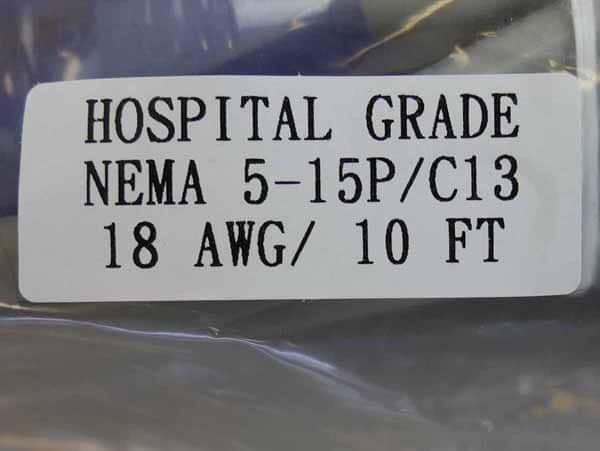 HOSPITAL GRADE
NEMA 5-15P/C13
18 AWG/ 10 FT